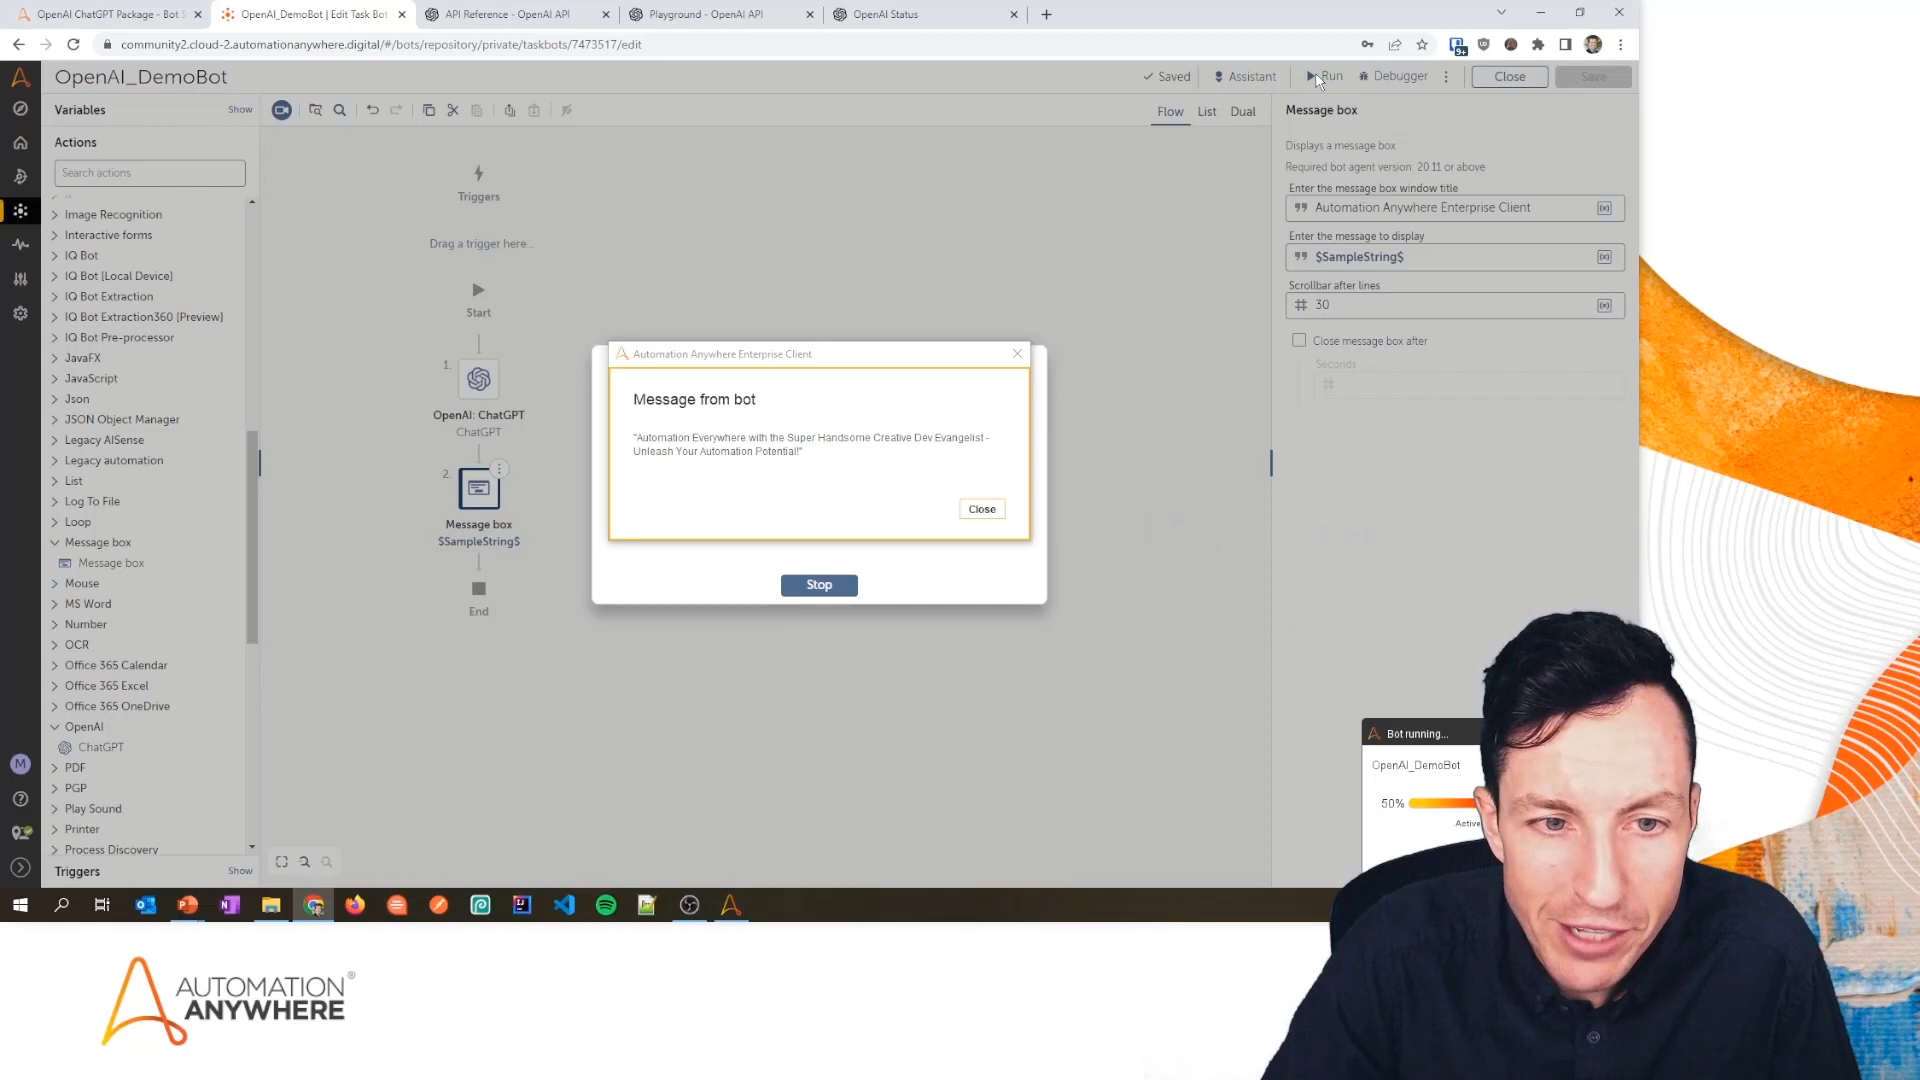 OpenAI ChatGPT Package - Bot S
OpenAI_DemoBot | Edit Task Bot
API Reference - OpenAI API
Playground - OpenAI API
OpenAI Status
community2.cloud-2.automationanywhere.digital/#/bots/repository/private/taskbots/7473517/edit
9+
OpenAI_DemoBot
Saved
Assistant
Run
Debugger
Close
Save
Variables
Show
Flow
List
Dual
Message box
Actions
Search actions
Image Recognition
Interactive forms
IQ Bot
IQ Bot [Local Device]
IQ Bot Extraction
IQ Bot Extraction360 [Preview]
IQ Bot Pre-processor
JavaFX
JavaScript
Json
JSON Object Manager
Legacy AISense
Legacy automation
List
Log To File
Loop
Message box
Message box
Mouse
MS Word
Number
OCR
Office 365 Calendar
Office 365 Excel
Office 365 OneDrive
OpenAI
ChatGPT
PDF
PGP
Play Sound
Printer
Process Discovery
Triggers
Show
M
Triggers
Drag a trigger here...
Start
1.
OpenAI: ChatGPT
ChatGPT
2.
Message box
$SampleString$
End
Automation Anywhere Enterprise Client
Message from bot
"Automation Everywhere with the Super Handsome Creative Dev Evangelist -
Unleash Your Automation Potential!"
Close
Stop
Displays a message box
Required bot agent version: 20.11 or above
Enter the message box window title
Automation Anywhere Enterprise Client
Enter the message to display
$SampleString$
Scrollbar after lines
30
Close message box after
Seconds
Bot running...
OpenAI_DemoBot
50%
Active
AUTOMATION®
ANYWHERE